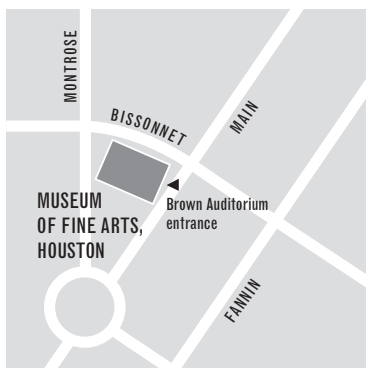 MONTROSE
BISSONNET
MAIN
MUSEUM
OF FINE ARTS,
HOUSTON
Brown Auditorium
entrance
FANNIN